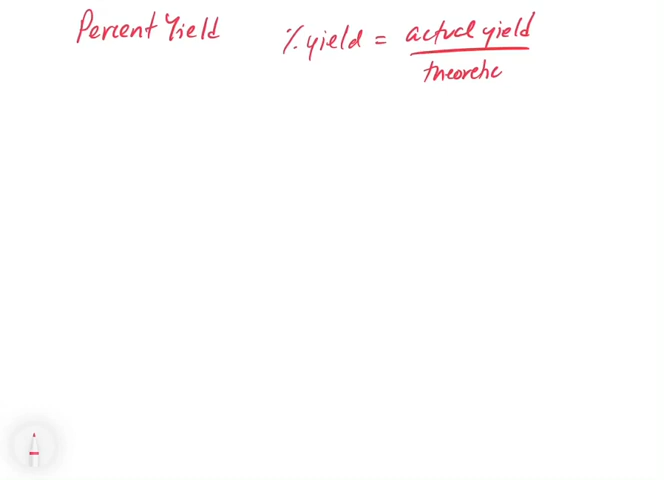 Percent Yield
% yield = actual yield
theoretic